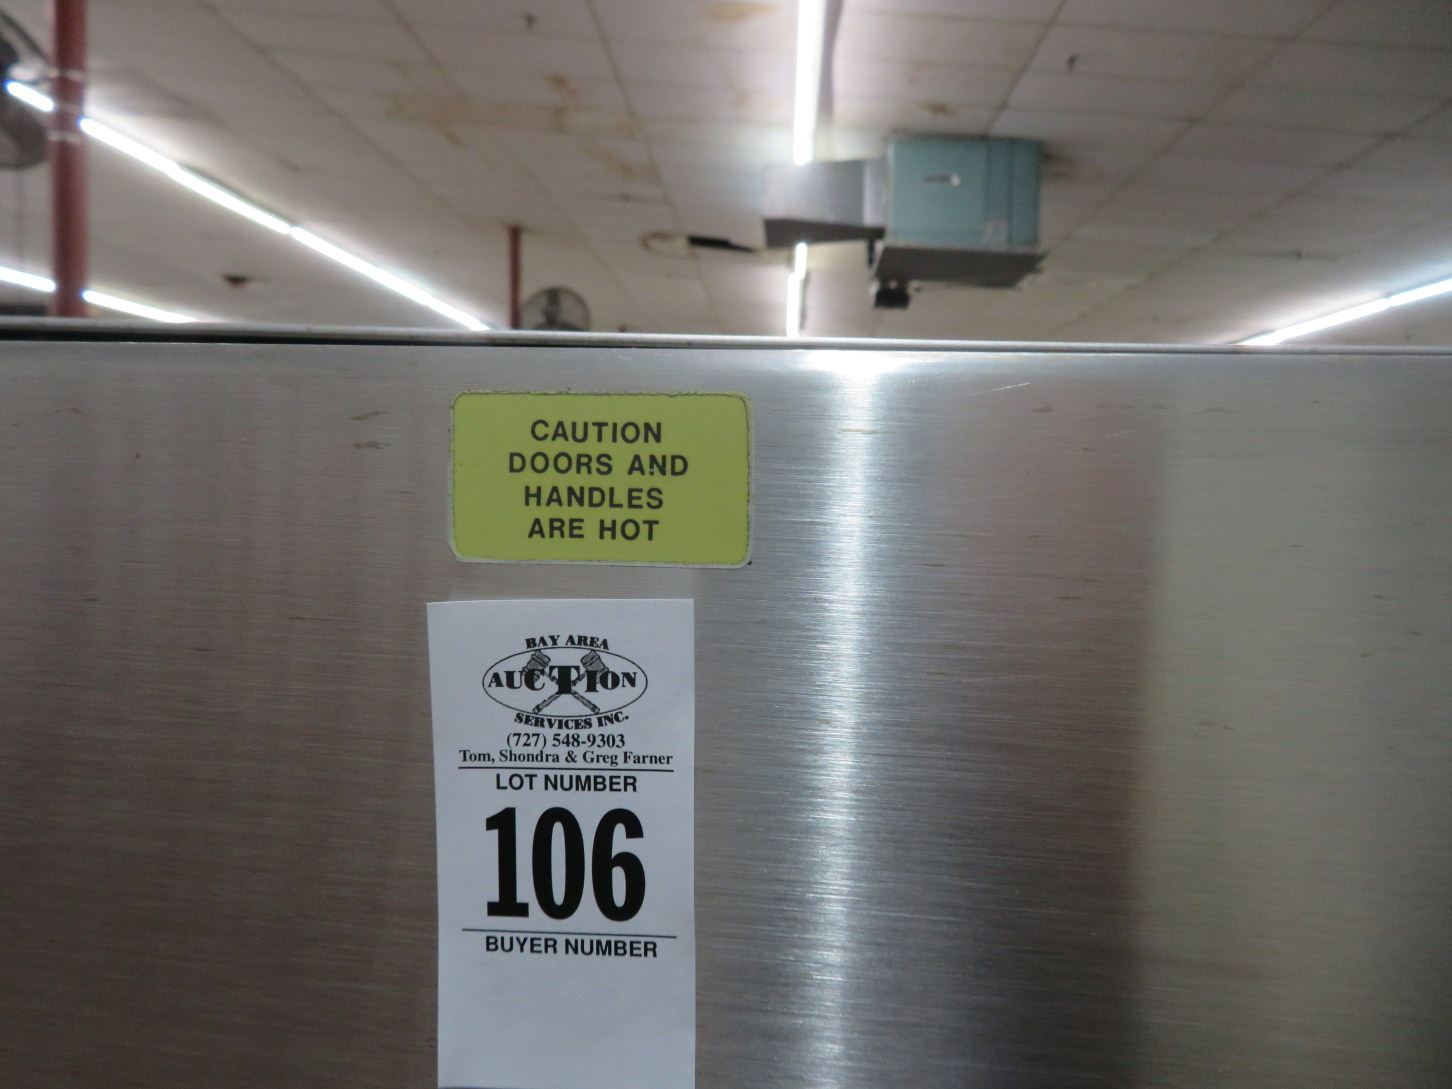 CAUTION
DOORS AND
HANDLES
ARE HOT
BAY AREA
AUCTION
SERVICES INC.
(727) 548-9303
Tom, Shondra & Greg Farner
LOT NUMBER
106
BUYER NUMBER